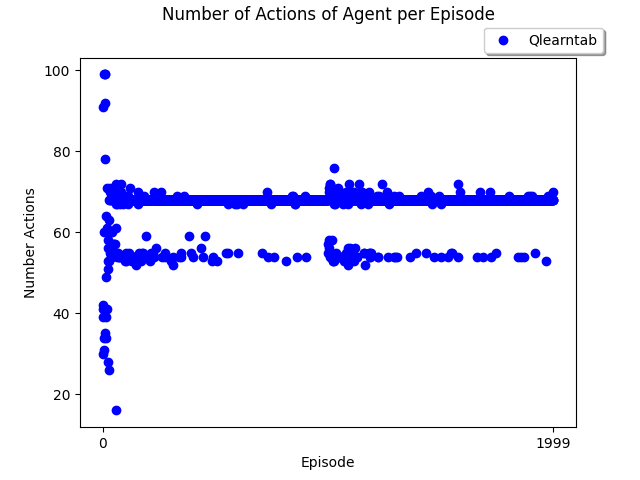 Number of Actions of Agent per Episode
Qlearntab
100
80
60
40
20
Number Actions
0
1999
Episode